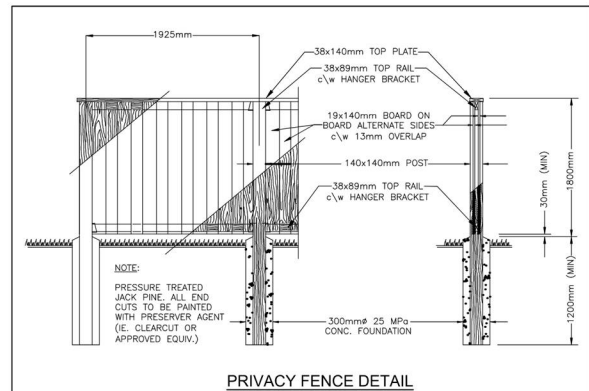 1925mm
38x140mm TOP PLATE
38x89mm TOP RAIL
c\w HANGER BRACKET
19x140mm BOARD ON
BOARD ALTERNATE SIDES
c\w 13mm OVERLAP
140x140mm POST
38x89mm TOP RAIL
c\w HANGER BRACKET
30mm (MIN)
1800mm
1200mm (MIN)
NOTE:
PRESSURE TREATED
JACK PINE. ALL END
CUTS TO BE PAINTED
WITH PRESERVER AGENT
(IE. CLEARCUT OR
APPROVED EQUIV.)
300mmø 25 MPa
CONC. FOUNDATION
PRIVACY FENCE DETAIL